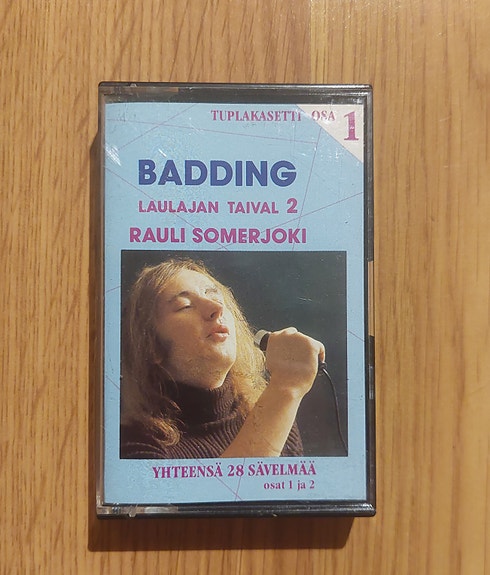 TUPLAKASETTI OSA 1
BADDING
LAULAJAN TAIVAL 2
RAULI SOMERJOKI
YHTEENSÄ 28 SÄVELMÄÄ
osat 1 ja 2